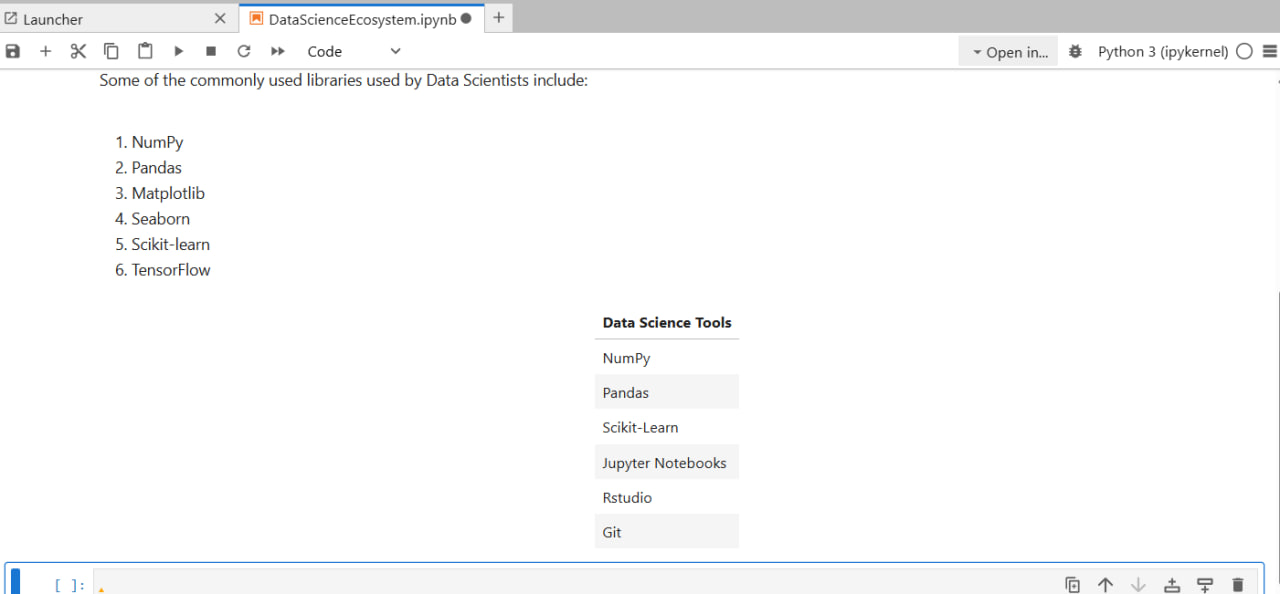 Launcher
DataScienceEcosystem.ipynb
Code
Open in...
Python 3 (ipykernel)
Some of the commonly used libraries used by Data Scientists include:
1. NumPy
2. Pandas
3. Matplotlib
4. Seaborn
5. Scikit-learn
6. TensorFlow
Data Science Tools
NumPy
Pandas
Scikit-Learn
Jupyter Notebooks
Rstudio
Git
[ ]: